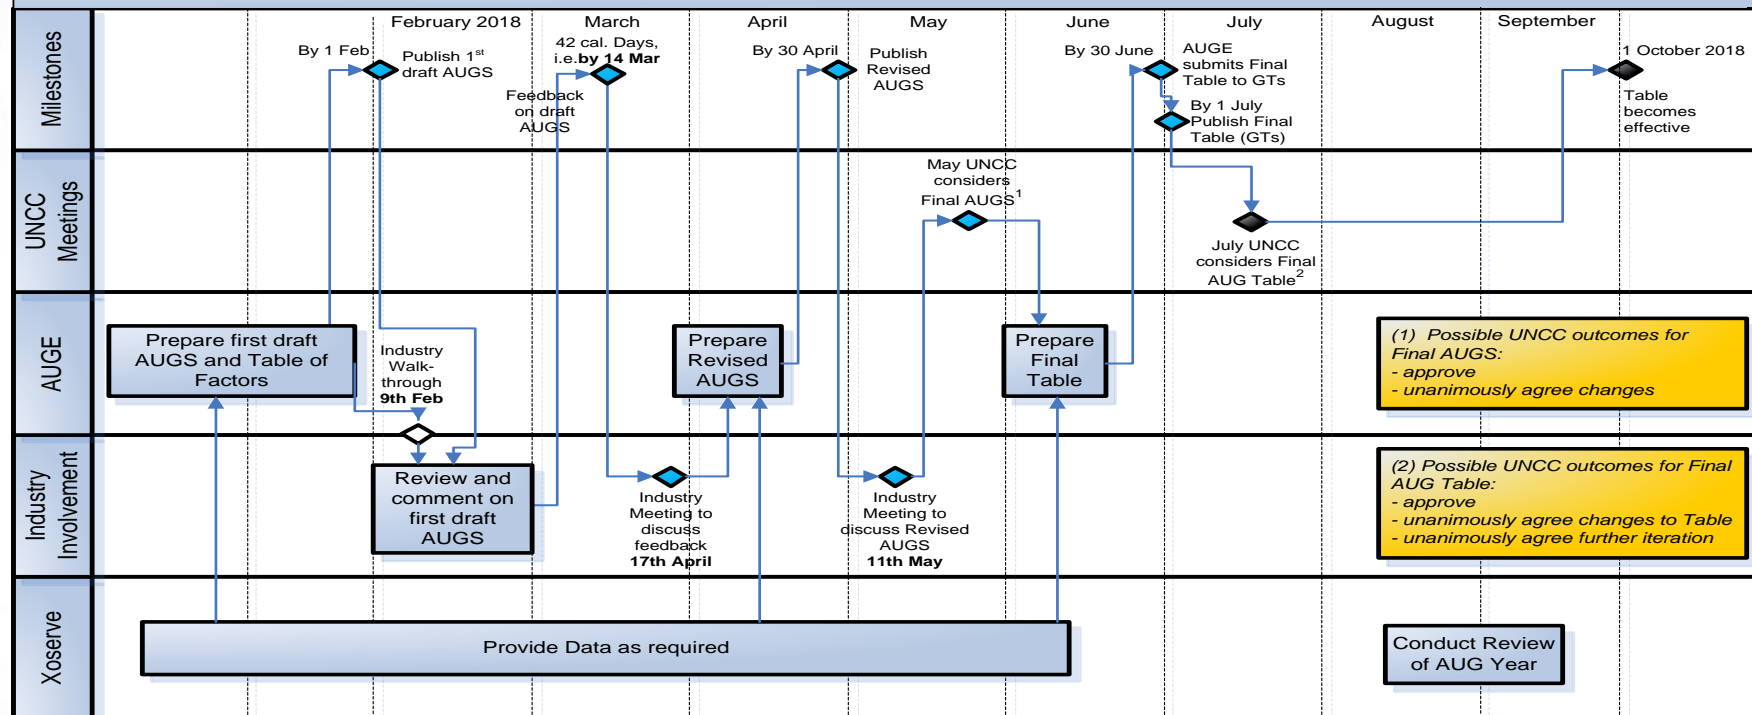 February 2018
March
April
May
June
July
August
September
Milestones
By 1 Feb
Publish 1st
draft AUGS
42 cal. Days,
i.e.by 14 Mar
Feedback
on draft
AUGS
By 30 April
Publish
Revised
AUGS
By 30 June
AUGE
submits Final
Table to GTs
By 1 July
Publish Final
Table (GTs)
1 October 2018
Table
becomes
effective
UNCC
Meetings
May UNCC
considers
Final AUGS1
July UNCC
considers Final
AUG Table2
AUGE
Prepare first draft
AUGS and Table of
Factors
Industry
Walk-
through
9th Feb
Prepare
Revised
AUGS
Prepare
Final
Table
(1) Possible UNCC outcomes for
Final AUGS:
- approve
- unanimously agree changes
Industry
Involvement
Review and
comment on
first draft
AUGS
Industry
Meeting to
discuss
feedback
17th April
Industry
Meeting to
discuss Revised
AUGS
11th May
(2) Possible UNCC outcomes for Final
AUG Table:
- approve
- unanimously agree changes to Table
- unanimously agree further iteration
Xoserve
Provide Data as required
Conduct Review
of AUG Year